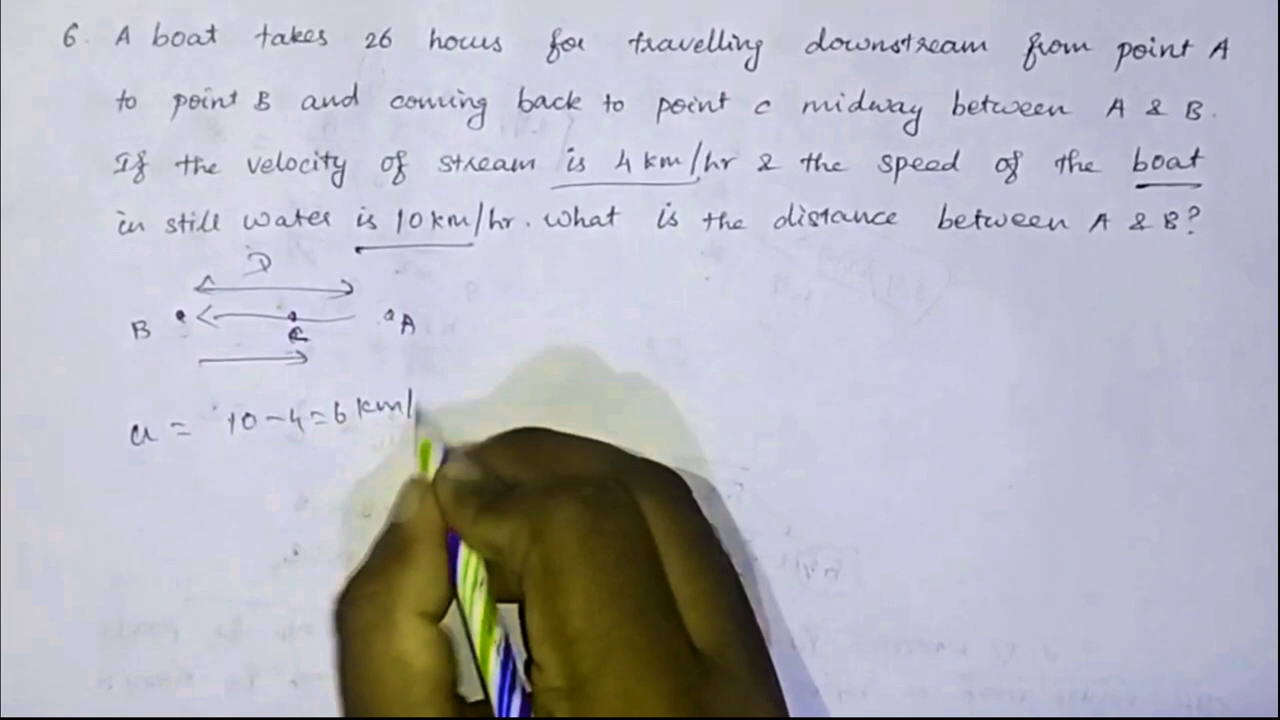 6. A boat takes 26 hours for travelling downstream from point A
to point B and coming back to point c midway between A & B.
If the velocity of stream is 4 km/hr & the speed of the boat
in still water is 10 km/hr. What is the distance between A & B?
D
B C A
u = 10-4=6 km/